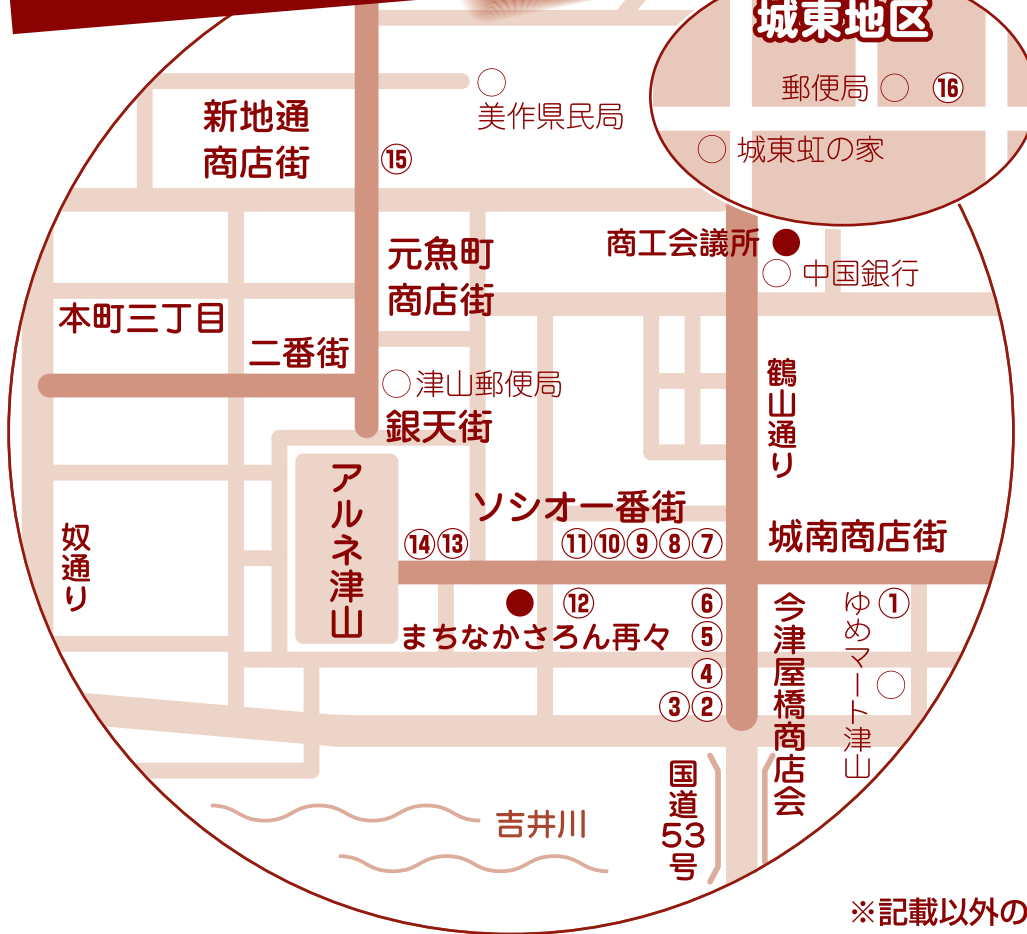 城東地区
郵便局 ○ ⑯
○ 城東虹の家
○
美作県民局
新地通
商店街
⑮
元魚町
商店街
商工会議所 ●
○ 中国銀行
本町三丁目
二番街
○津山郵便局
銀天街
鶴山通り
アルネ津山
ソシオ一番街
城南商店街
奴通り
⑭⑬
⑪⑩⑨⑧⑦
● ⑫
まちなかさろん再々
⑥
⑤
④
③②
今津屋橋商店会
ゆめマート津山
①
○
国道53号
吉井川
※記載以外の